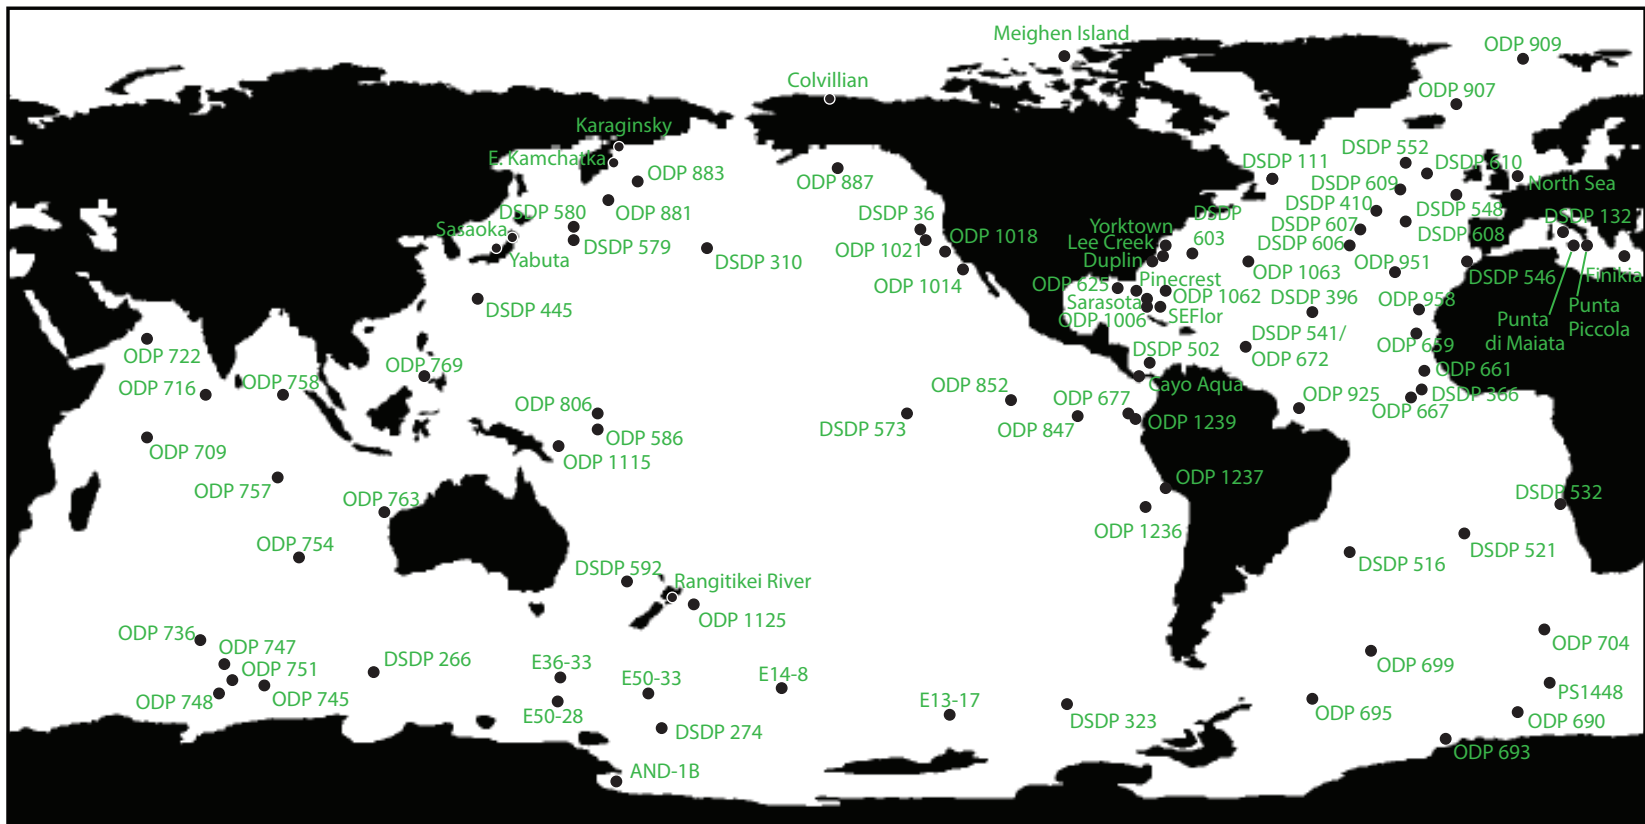 Meighen Island
ODP 909
Colvillian
ODP 907
Karaginsky
E. Kamchatka
ODP 883
ODP 887
DSDP 111
DSDP 552
DSDP 610
North Sea
DSDP 609
DSDP 580
ODP 881
DSDP 36
DSDP
603
DSDP 410
DSDP 548
DSDP 132
Sasaoka
DSDP 579
Yabuta
DSDP 310
ODP 1021
ODP 1018
Yorktown
Lee Creek
Duplin
DSDP 607
DSDP 606
DSDP 608
ODP 951
ODP 1063
DSDP 546
Finikia
ODP 1014
ODP 625
Pinecrest
Sarasota
ODP 1062
ODP 1006
SEFlor
DSDP 396
ODP 958
Punta
di Maiata
Punta
Piccola
DSDP 445
DSDP 541/
ODP 672
ODP 659
ODP 722
ODP 716
ODP 758
ODP 769
DSDP 502
Cayo Aqua
ODP 661
DSDP 366
ODP 667
ODP 852
ODP 677
ODP 925
ODP 806
ODP 586
DSDP 573
ODP 847
ODP 1239
ODP 1115
ODP 709
ODP 757
ODP 763
ODP 1237
DSDP 532
ODP 1236
ODP 754
DSDP 516
DSDP 521
DSDP 592
Rangitikei River
ODP 1125
ODP 736
ODP 747
ODP 751
ODP 748
ODP 745
DSDP 266
E36-33
E50-33
E50-28
E14-8
E13-17
DSDP 323
DSDP 274
AND-1B
ODP 704
ODP 699
PS1448
ODP 695
ODP 690
ODP 693